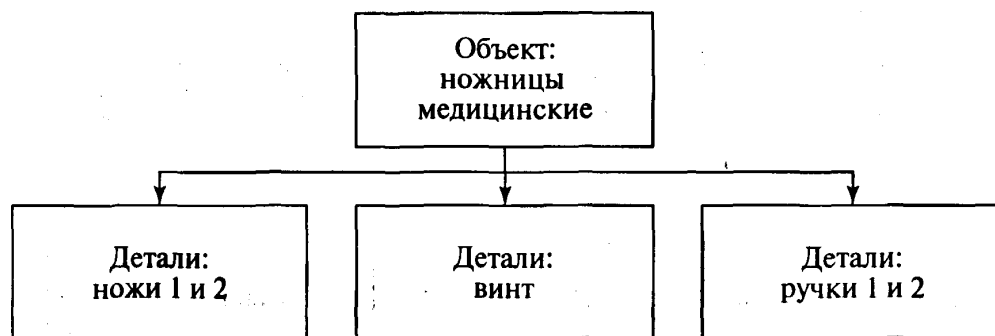 Объект:
ножницы
медицинские
Детали:
ножи 1 и 2
Детали:
винт
Детали:
ручки 1 и 2